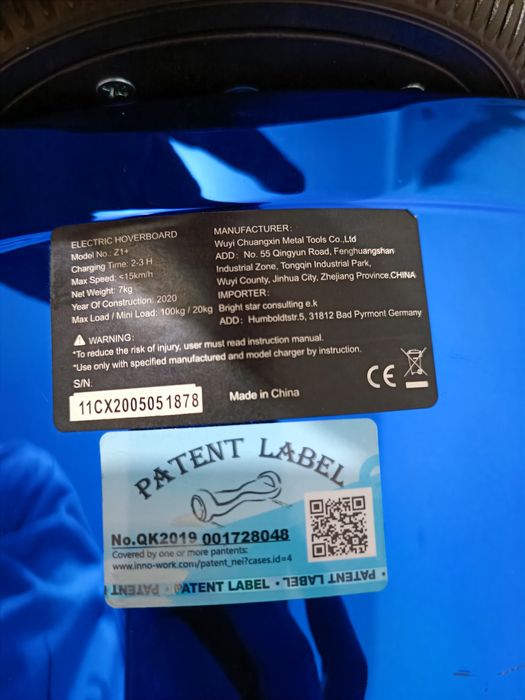 ELECTRIC HOVERBOARD
Model No.: Z1+
Charging Time: 2-3 H
Max Speed: <15km/h
Net Weight: 7kg
Year Of Construction: 2020
Max Load / Mini Load: 100kg / 20kg
MANUFACTURER:
Wuyi Chuangxin Metal Tools Co.,Ltd
ADD: No. 55 Qingyun Road, Fenghuangshan
Industrial Zone, Tongqin Industrial Park,
Wuyi County, Jinhua City, Zhejiang Province.CHINA
IMPORTER:
Bright star consulting e.k
ADD: Humboldtstr.5, 31812 Bad Pyrmont Germany
WARNING:
*To reduce the risk of injury, user must read instruction manual.
*Use only with specified manufactured and model charger by instruction.
S/N:
11CX2005051878
Made in China
CE
PATENT LABEL
No.QK2019 001728048
Covered by one or more pantents:
www.inno-work.com/patent_nei?cases.id=4
PATENT LABEL • PATENT LABEL • PATENT